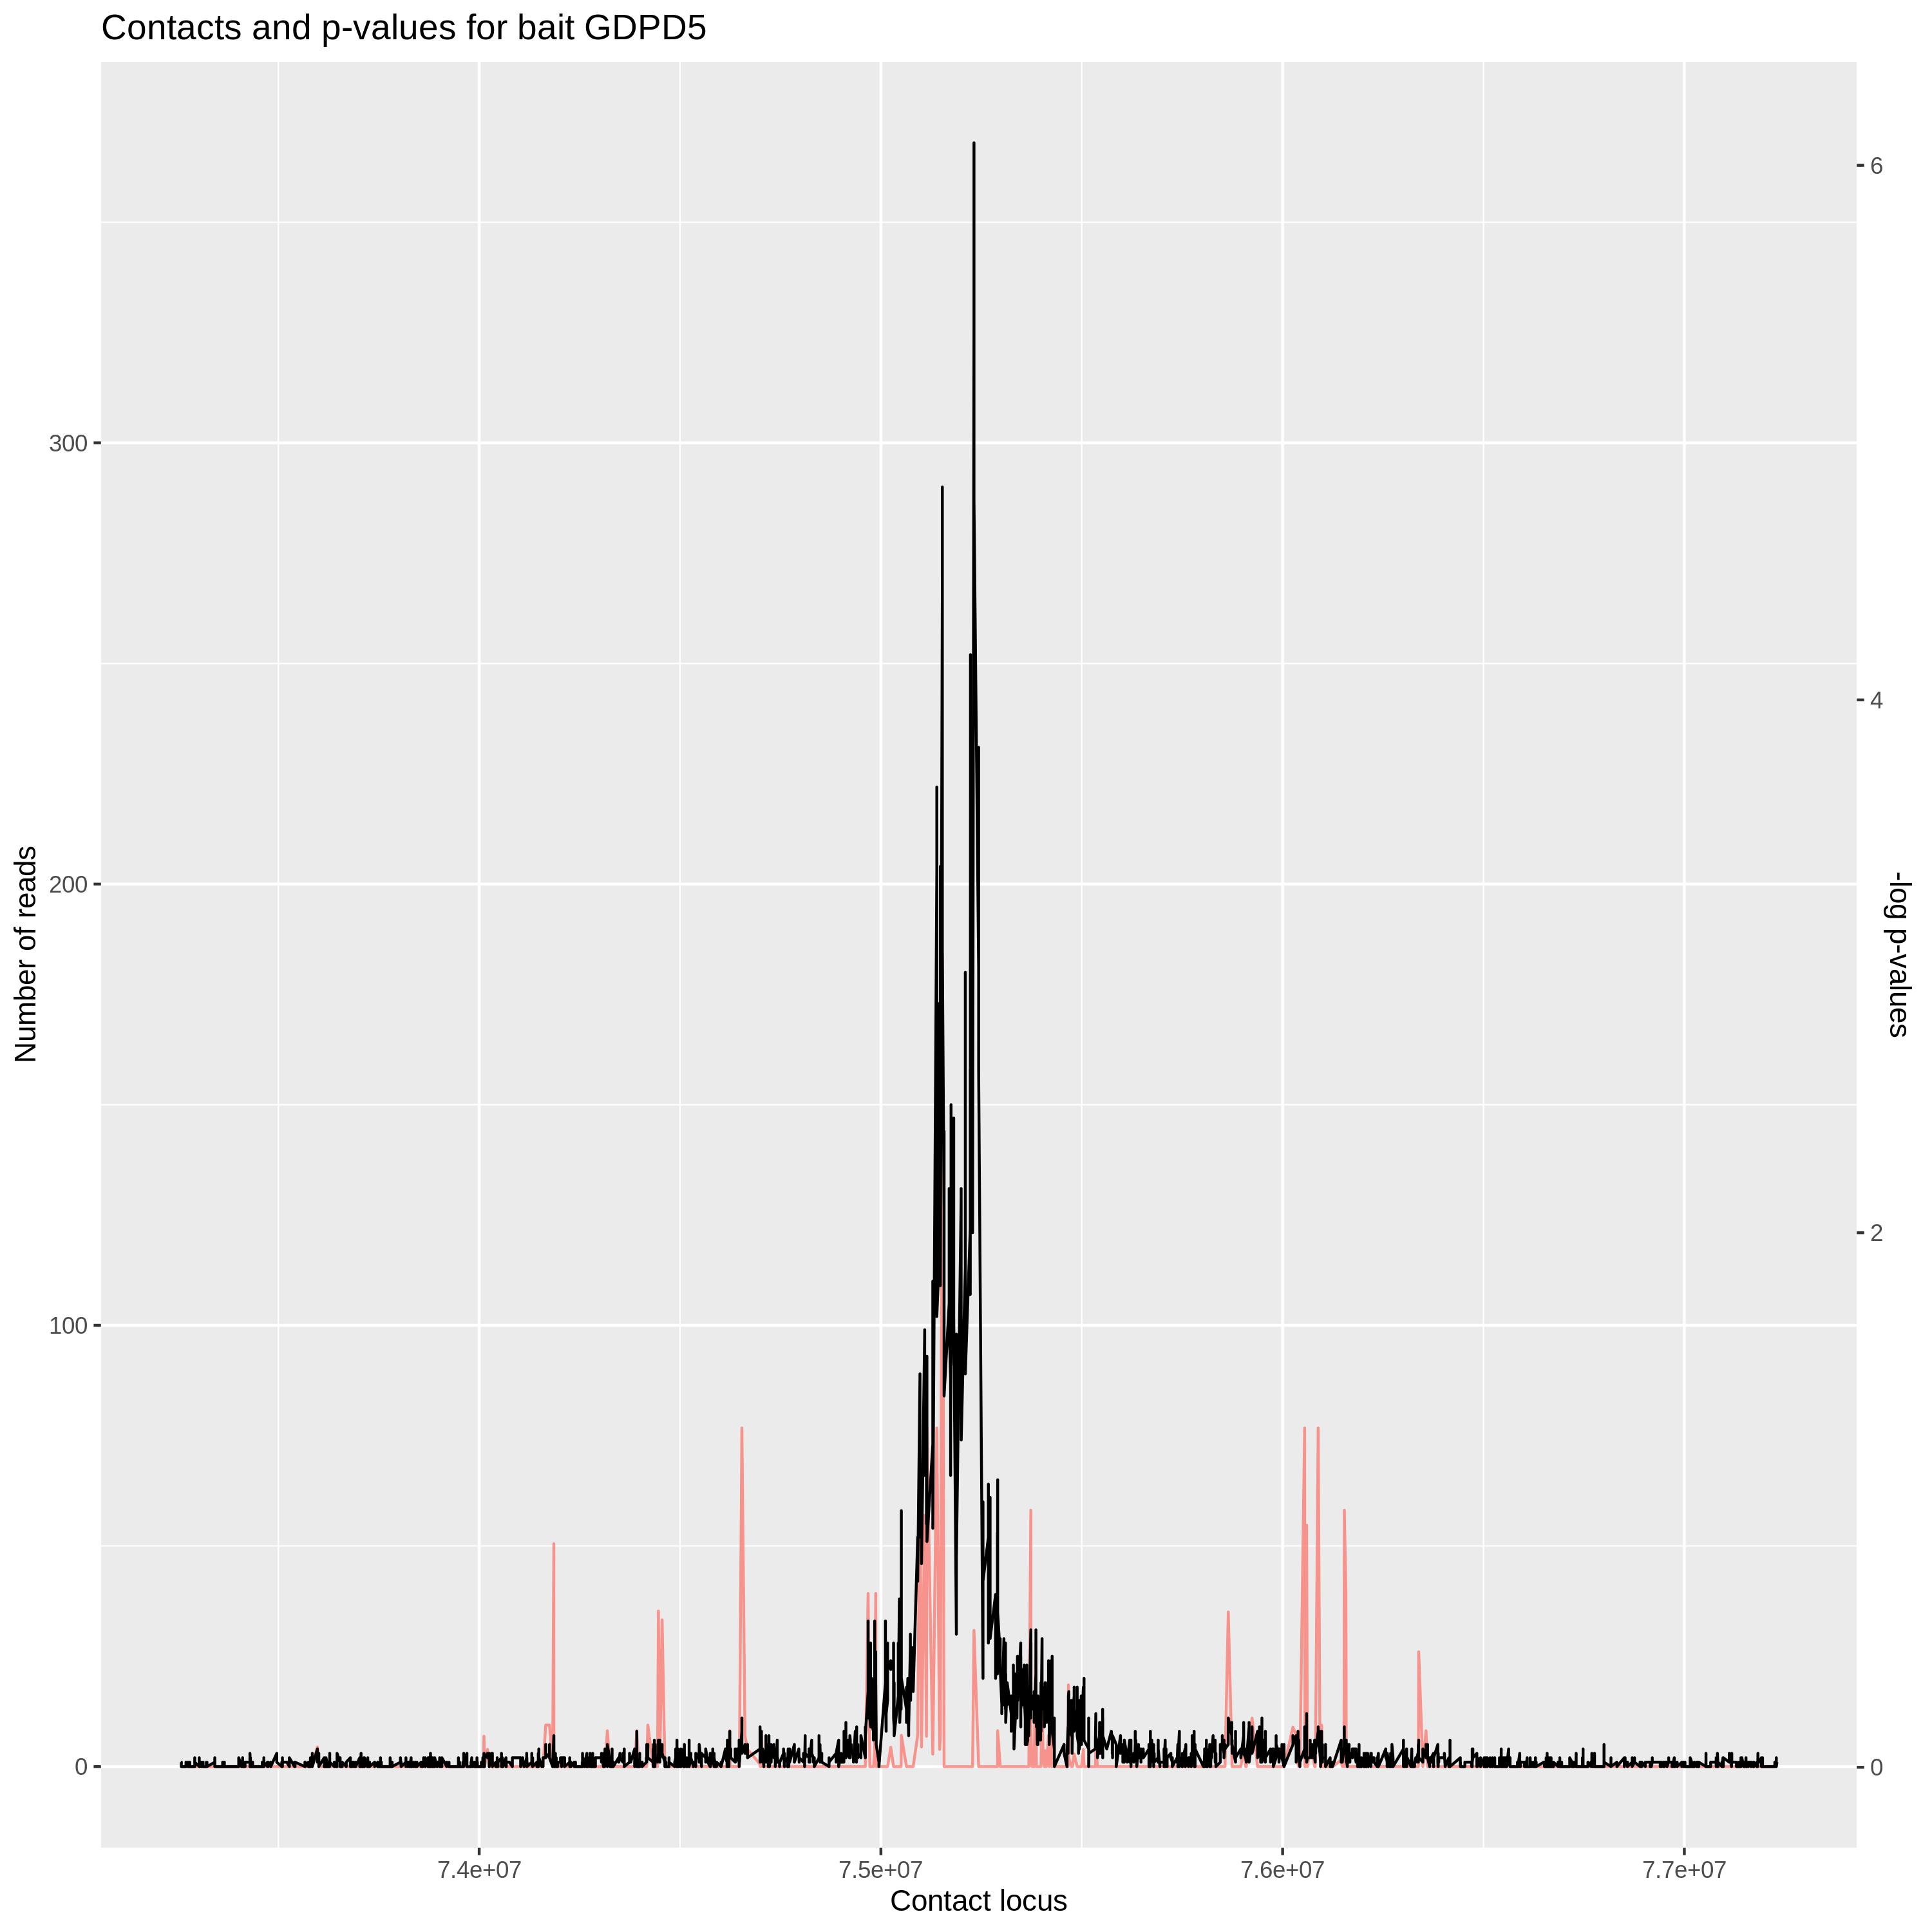 Contacts and p-values for bait GDPD5
Number of reads
300
200
100
0
6
4
2
0
-log p-values
7.4e+07 7.5e+07 7.6e+07 7.7e+07
Contact locus